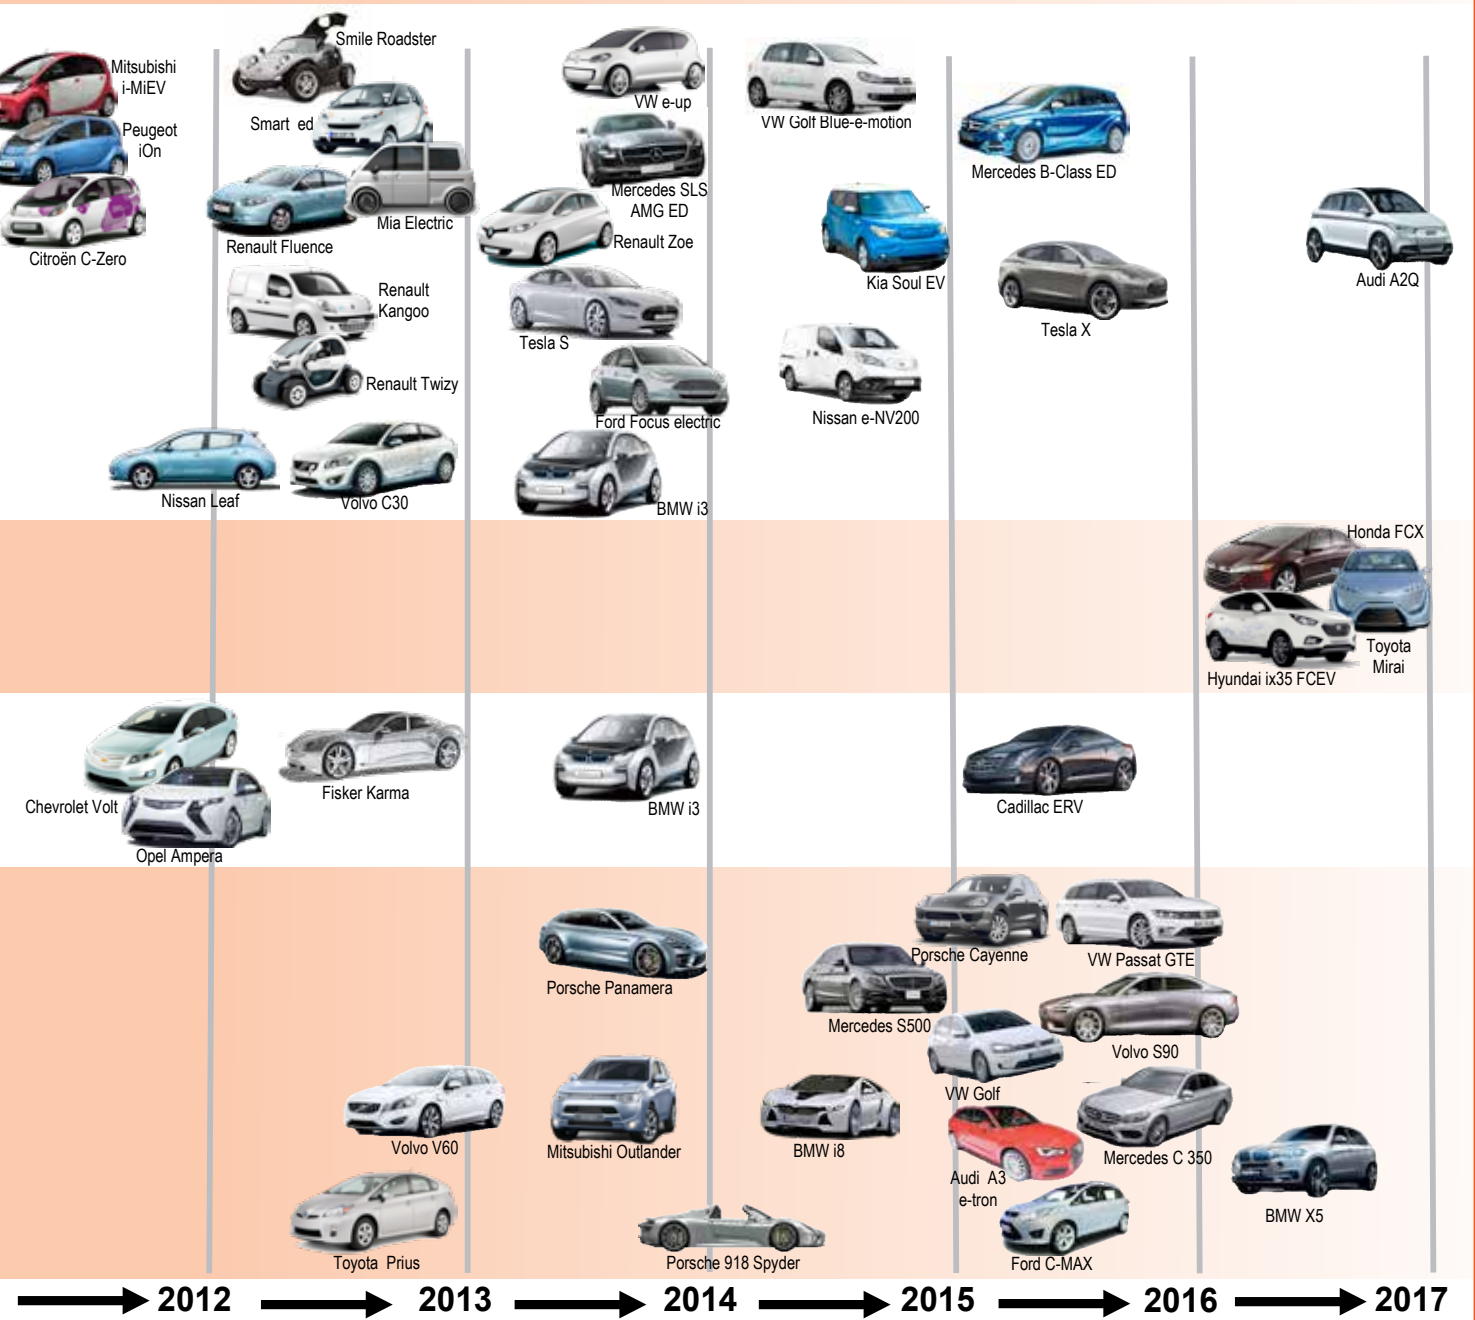 Smile Roadster
Mitsubishi
i-MiEV
VW e-up
Smart ed
VW Golf Blue-e-motion
Peugeot
iOn
Mercedes B-Class ED
Mercedes SLS
AMG ED
Mia Electric
Renault Fluence
Renault Zoe
Citroën C-Zero
Kia Soul EV
Audi A2Q
Renault
Kangoo
Tesla X
Tesla S
Renault Twizy
Nissan e-NV200
Ford Focus electric
Nissan Leaf
Volvo C30
BMW i3
Honda FCX
Toyota
Mirai
Hyundai ix35 FCEV
Chevrolet Volt
Fisker Karma
BMW i3
Cadillac ERV
Opel Ampera
Porsche Cayenne
VW Passat GTE
Porsche Panamera
Mercedes S500
Volvo S90
VW Golf
Volvo V60
Mitsubishi Outlander
BMW i8
Mercedes C 350
Audi A3
e-tron
BMW X5
Toyota Prius
Porsche 918 Spyder
Ford C-MAX
2012
2013
2014
2015
2016
2017